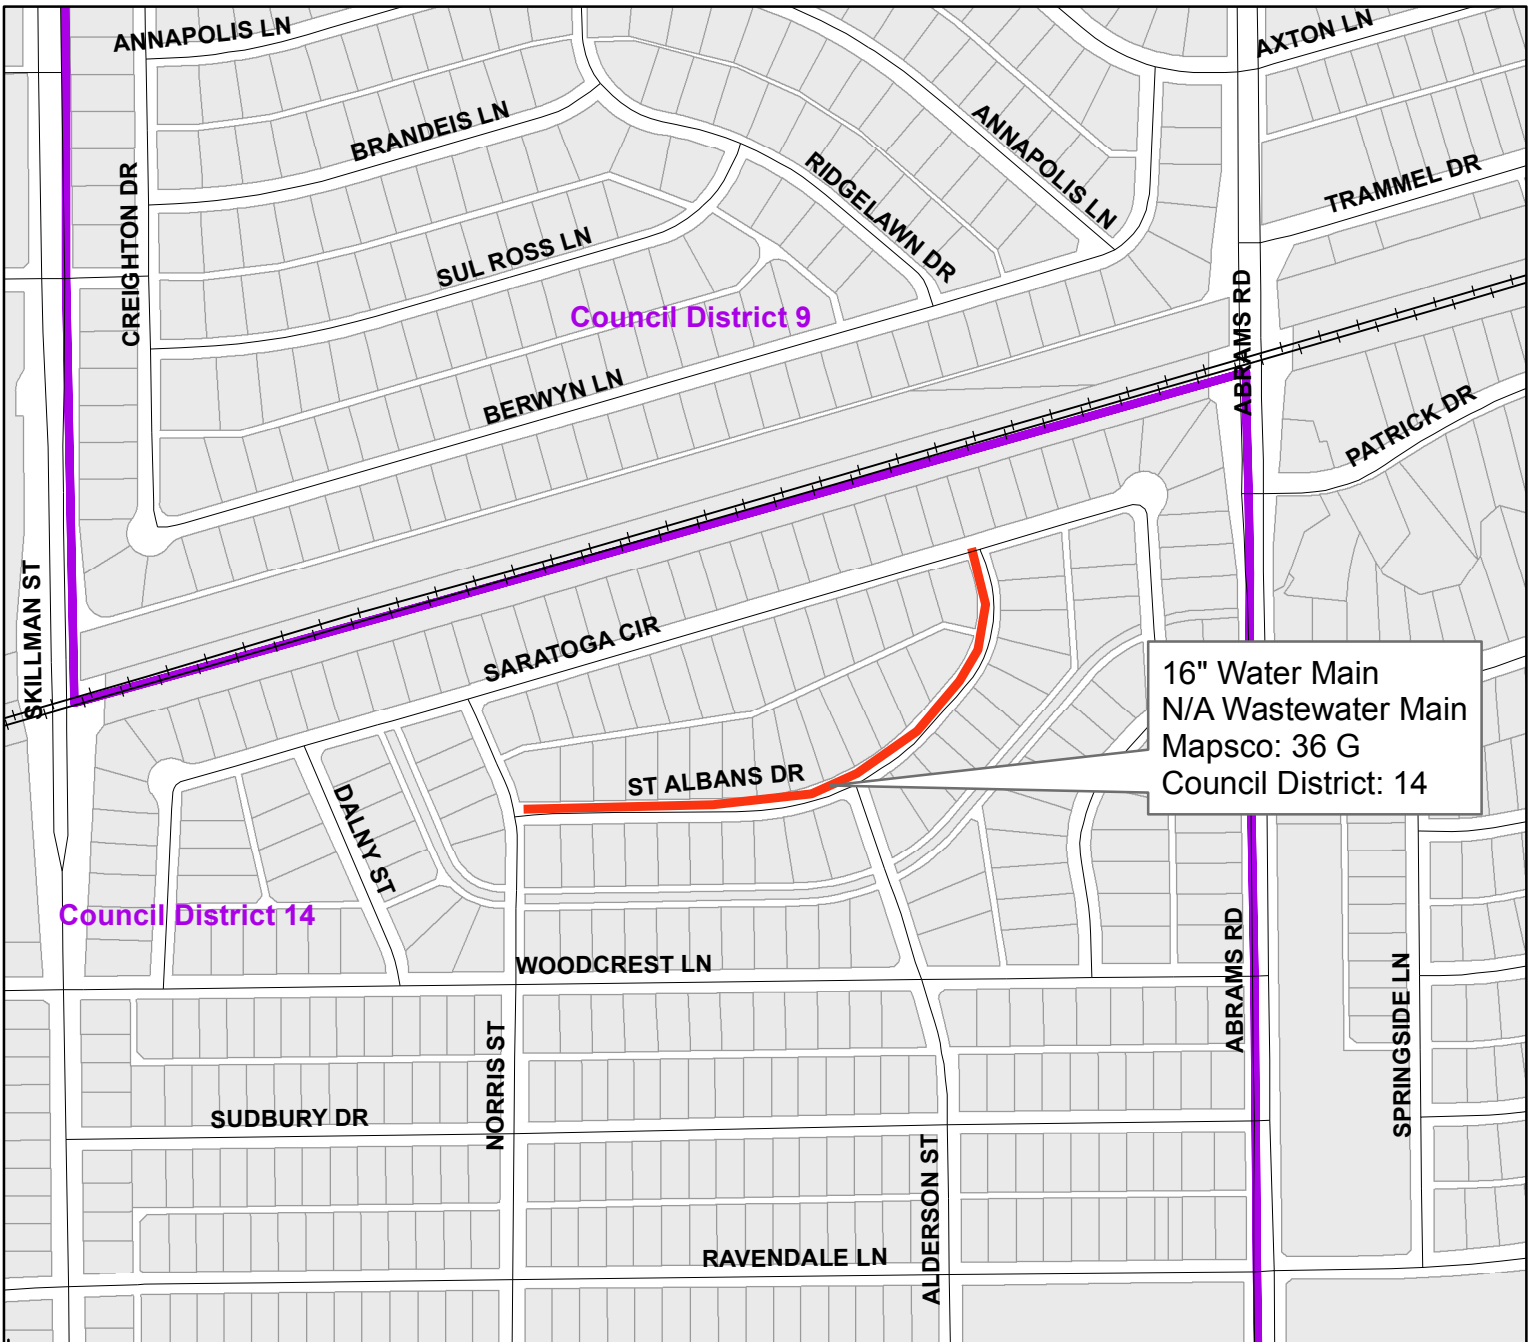 ANNAPOLIS LN
AXTON LN
BRANDEIS LN
ANNAPOLIS LN
CREIGHTON DR
RIDGELAWN DR
TRAMMEL DR
SUL ROSS LN
Council District 9
ABRAMS RD
BERWYN LN
PATRICK DR
SKILLMAN ST
SARATOGA CIR
16" Water Main
N/A Wastewater Main
Mapsco: 36 G
Council District: 14
ST ALBANS DR
DALNY ST
Council District 14
WOODCREST LN
ABRAMS RD
SPRINGSIDE LN
NORRIS ST
SUDBURY DR
ALDERSON ST
RAVENDALE LN